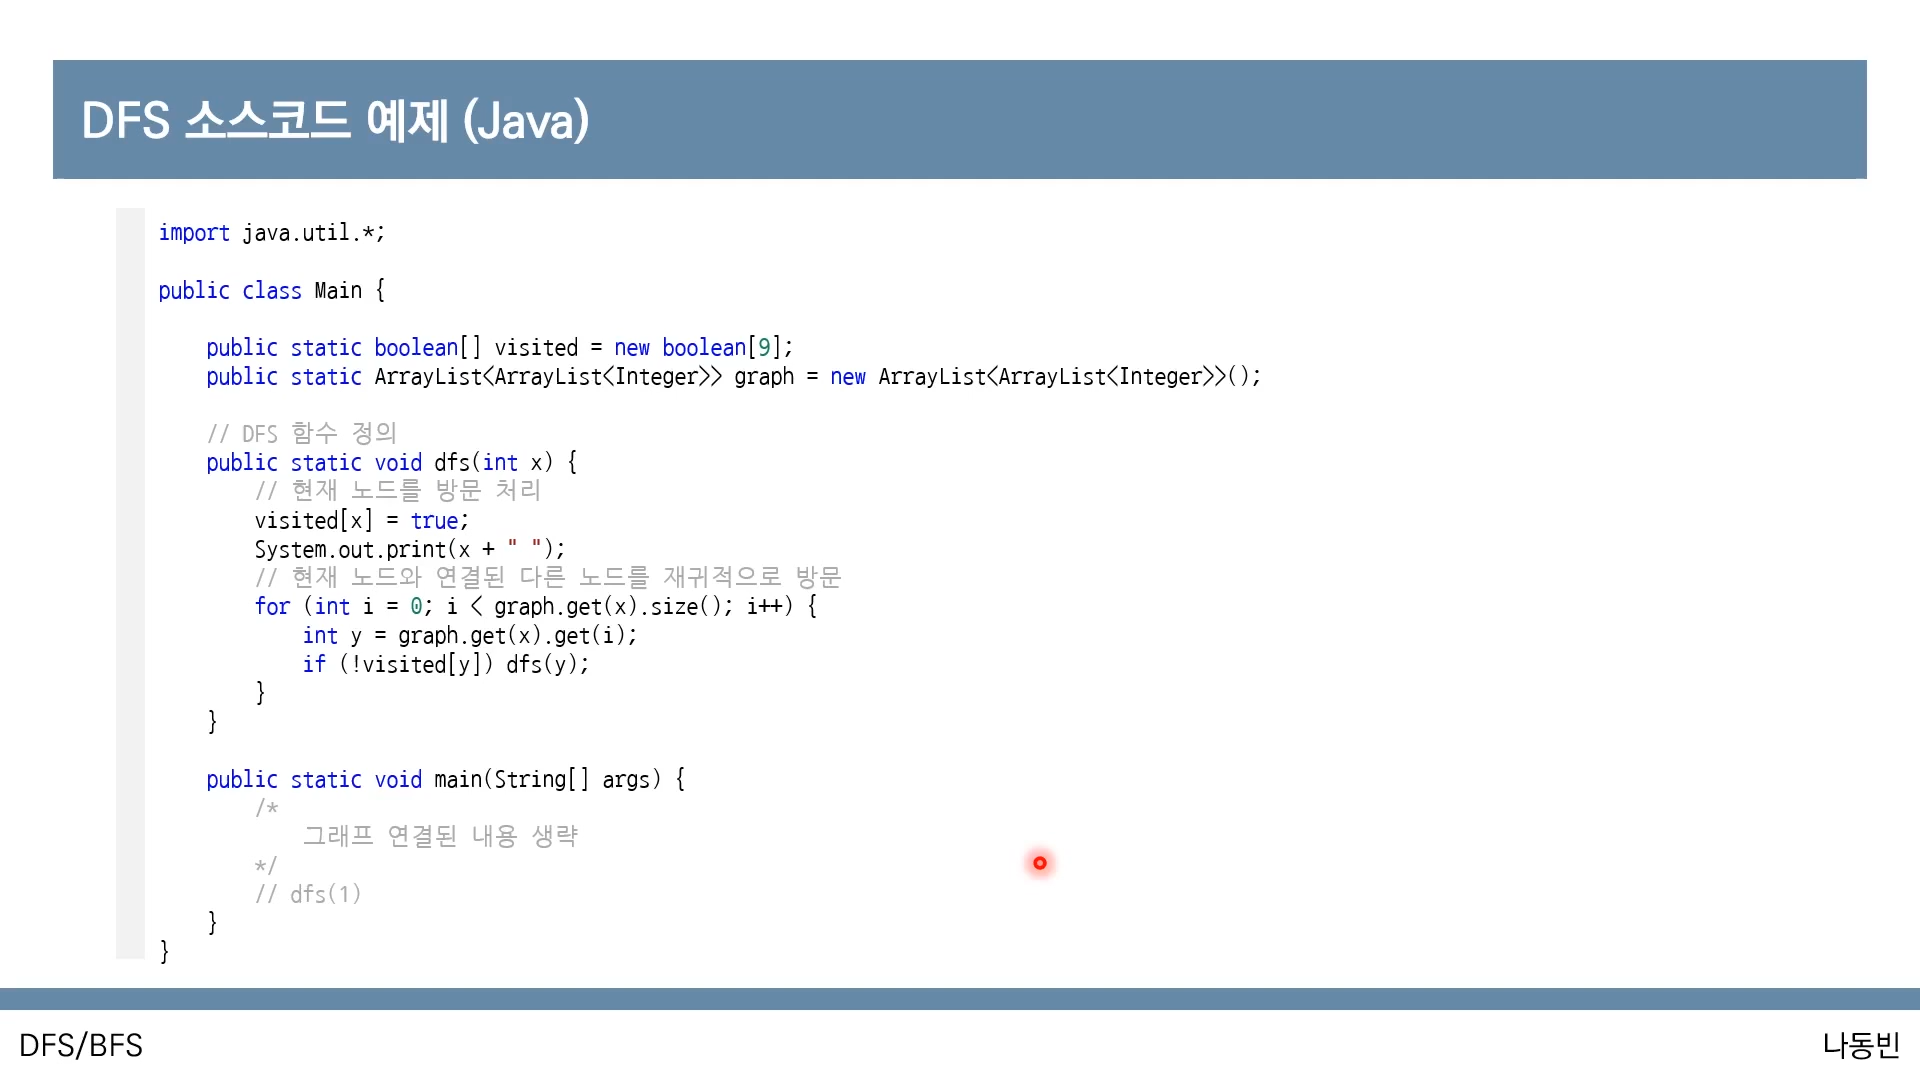 DFS 소스코드 예제 (Java)
import java.util.*;
public class Main {
public static boolean[] visited = new boolean[9];
public static ArrayList<ArrayList<Integer>> graph = new ArrayList<ArrayList<Integer>>();
// DFS 함수 정의
public static void dfs(int x) {
// 현재 노드를 방문 처리
visited[x] = true;
System.out.print(x + " ");
// 현재 노드와 연결된 다른 노드를 재귀적으로 방문
for (int i = 0; i < graph.get(x).size(); i++) {
int y = graph.get(x).get(i);
if (!visited[y]) dfs(y);
}
}
public static void main(String[] args) {
/*
그래프 연결된 내용 생략
*/
// dfs(1)
}
}
DFS/BFS
나동빈